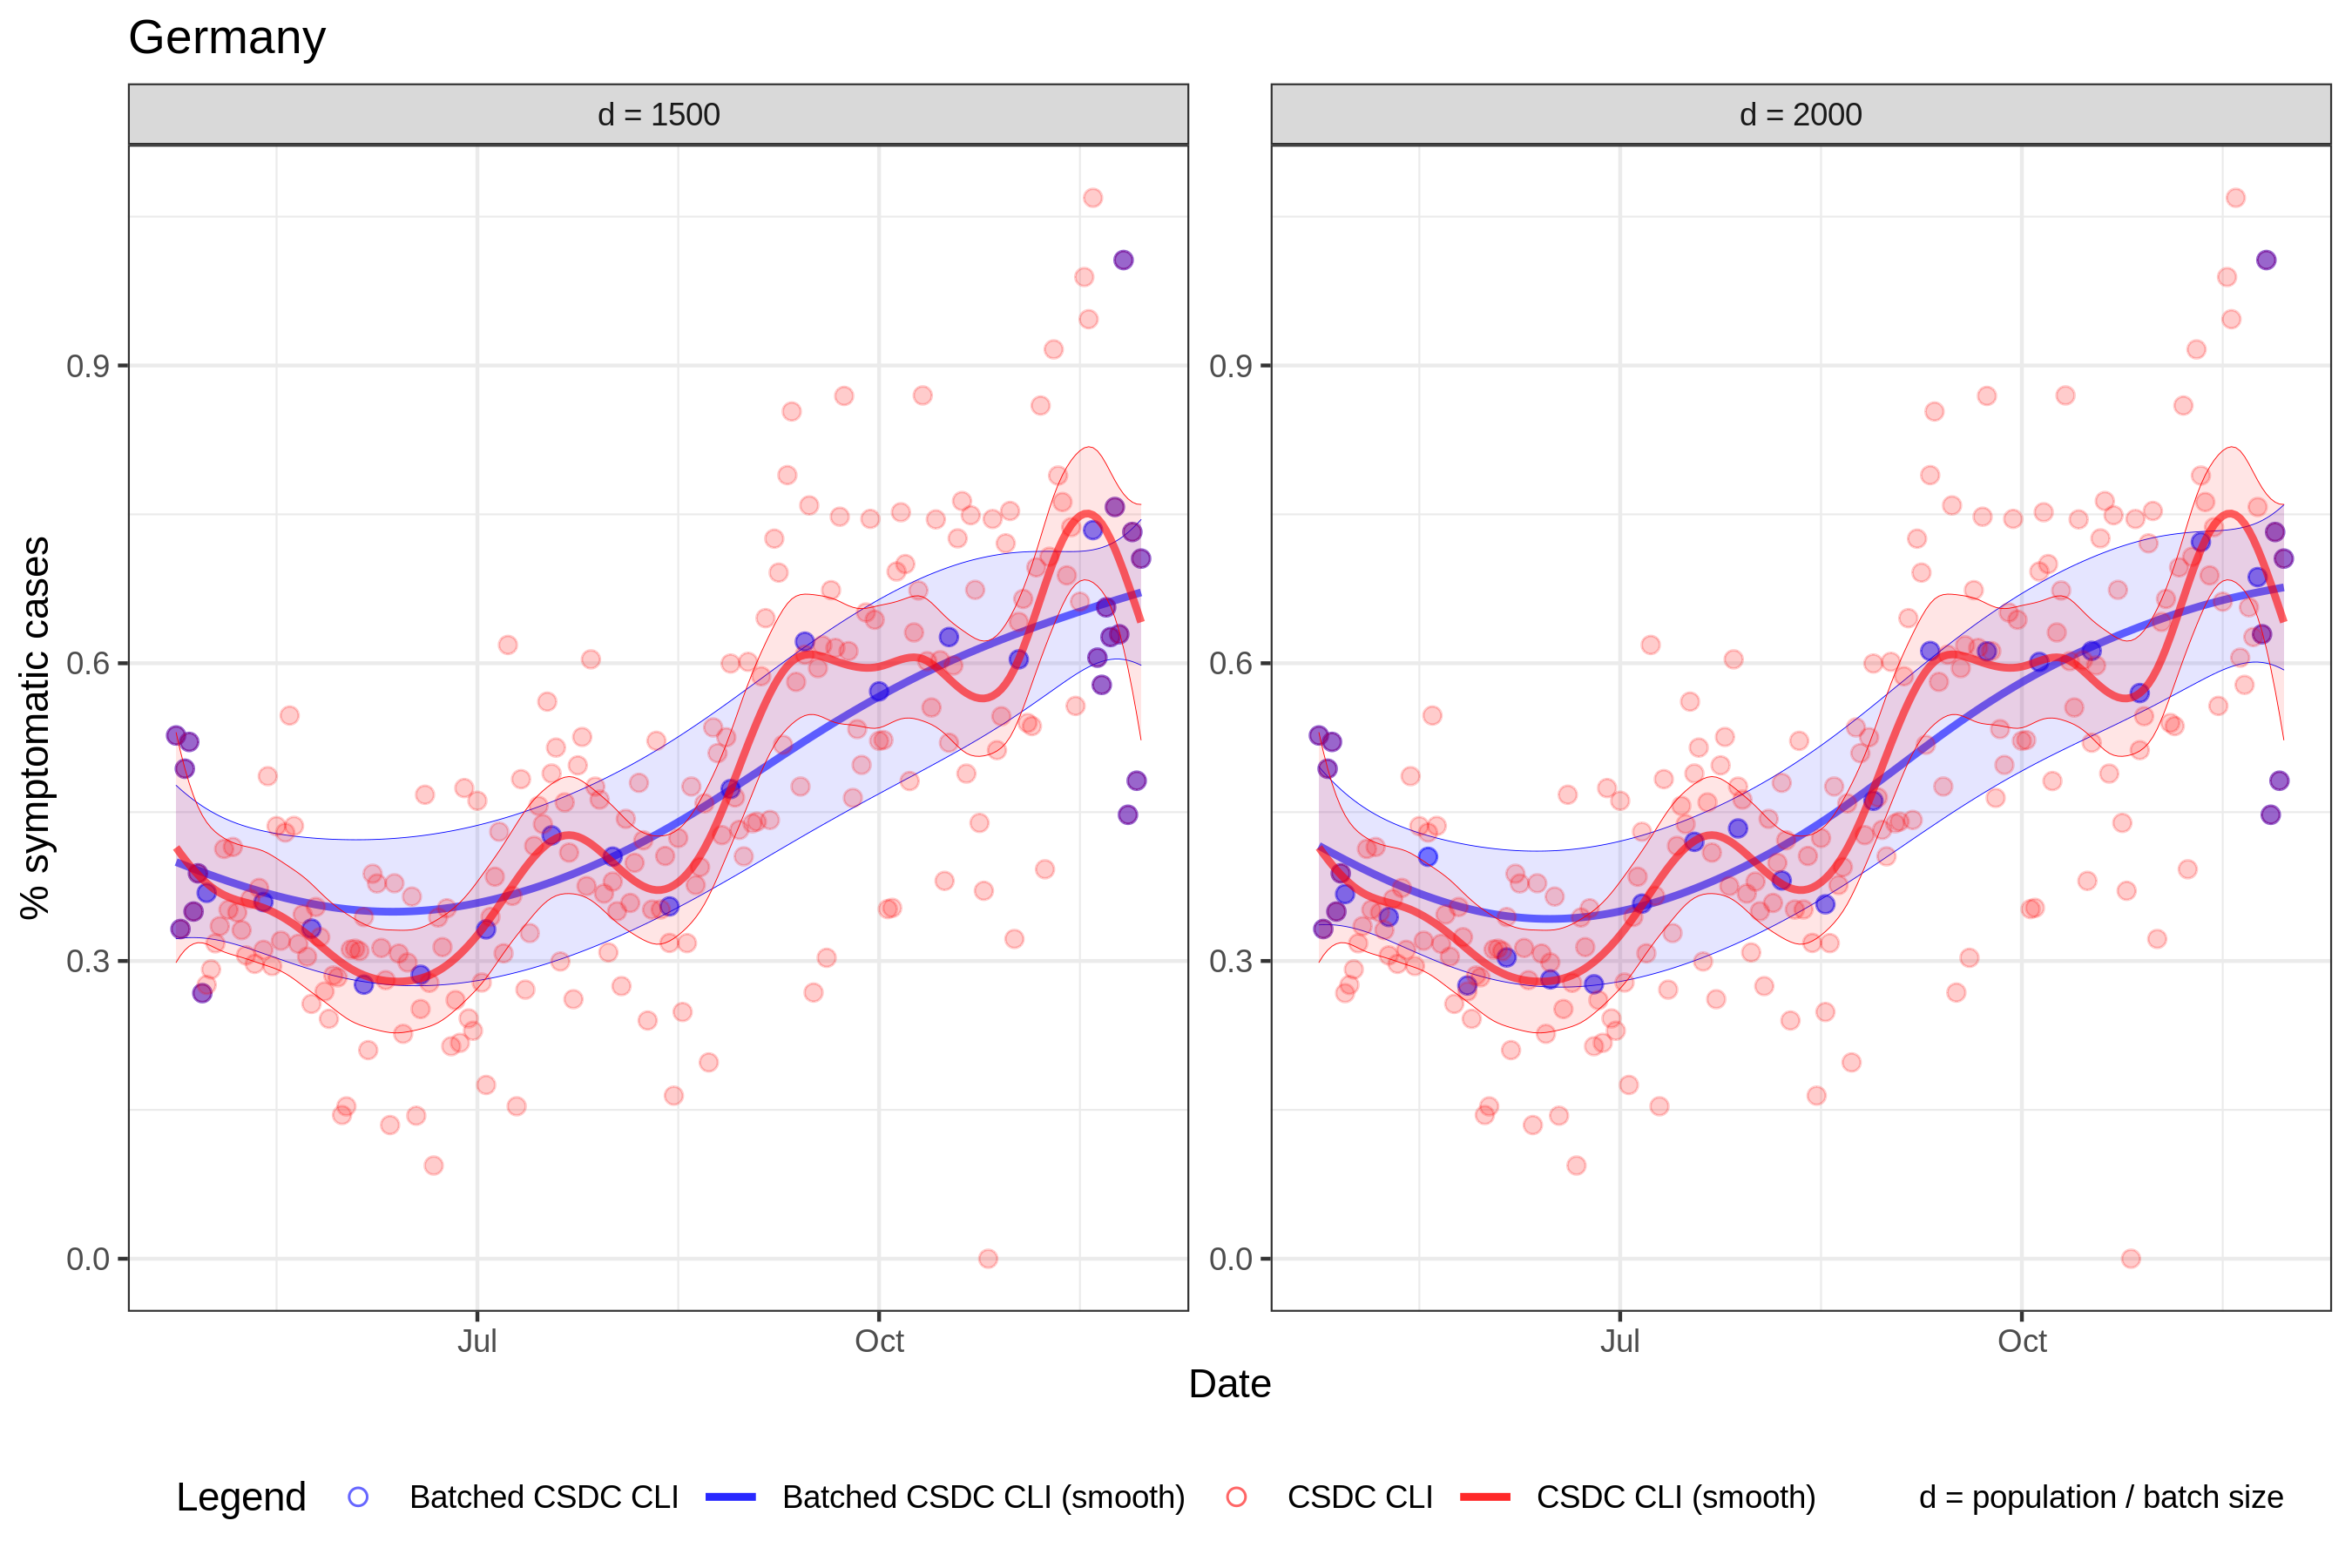 Germany
d = 1500
d = 2000
% symptomatic cases
0.9
0.6
0.3
0.0
0.9
0.6
0.3
0.0
Jul
Oct
Jul
Oct
Date
Legend Batched CSDC CLI Batched CSDC CLI (smooth) CSDC CLI CSDC CLI (smooth) d = population / batch size